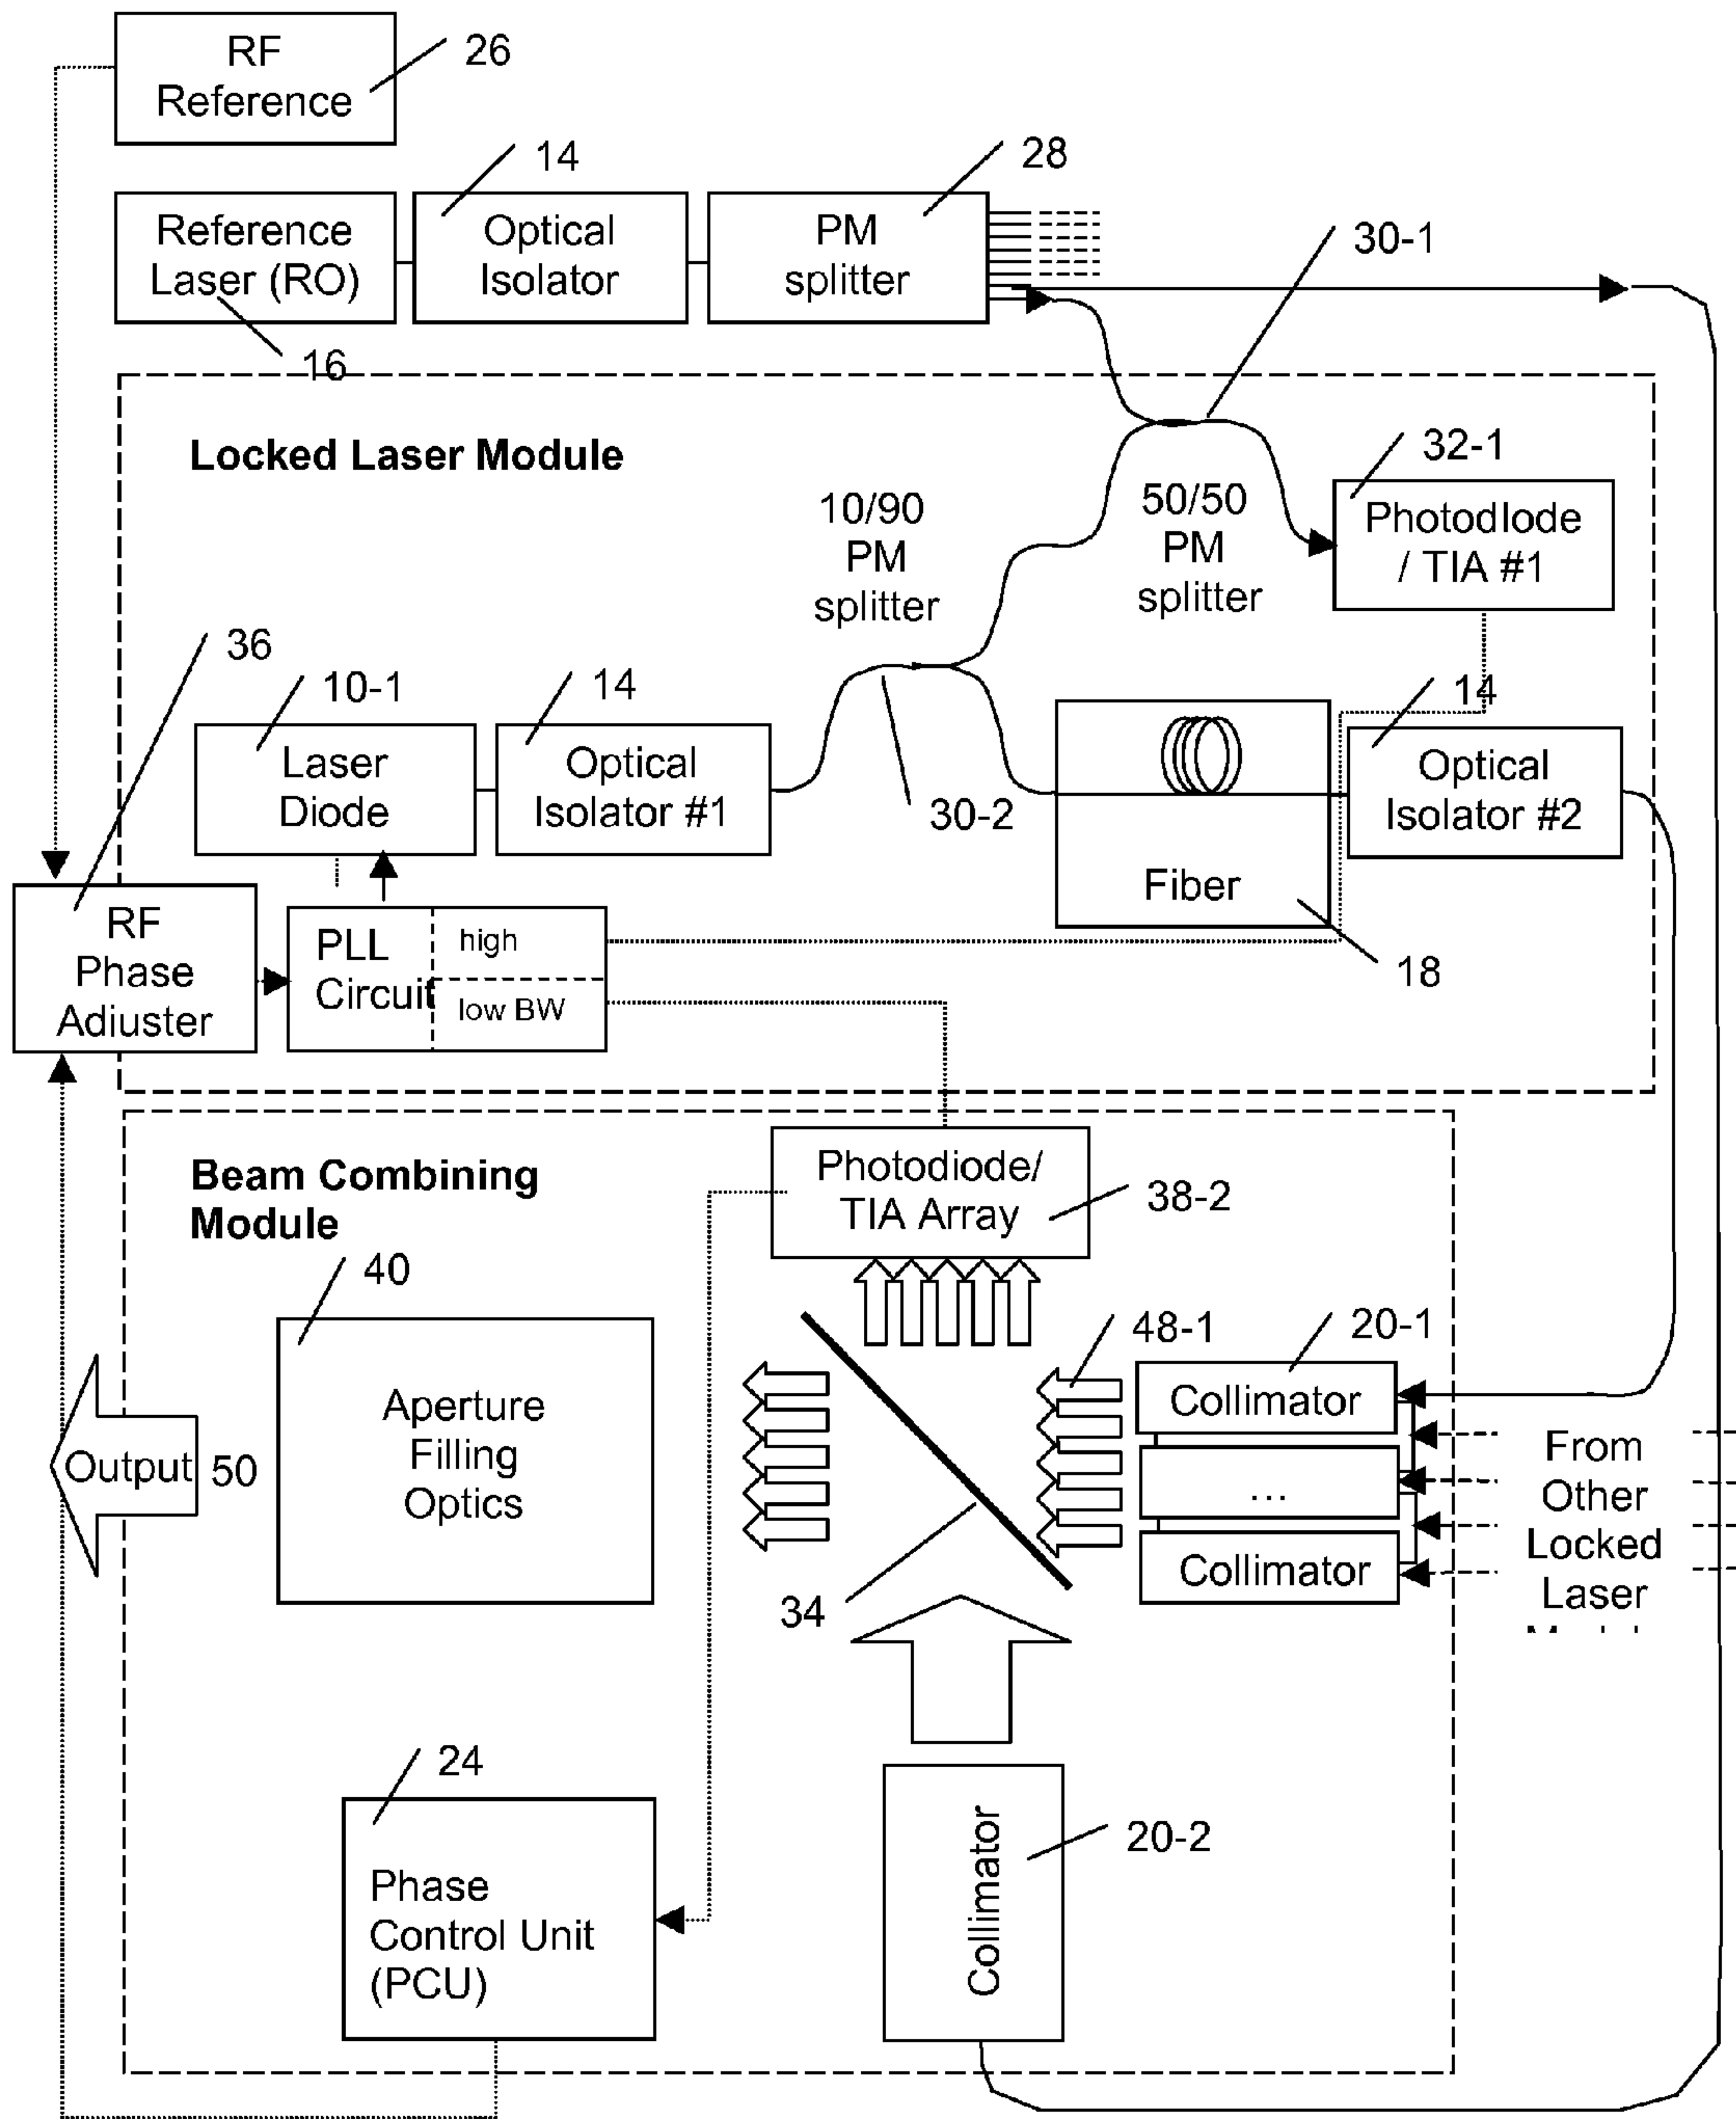 RF
Reference
26
14
28
Reference
Laser (RO)
Optical
Isolator
PM
splitter
30-1
16
Locked Laser Module
32-1
10/90
PM
splitter
50/50
PM
splitter
PhotodIode
/ TIA #1
36
10-1
14
14
Laser
Diode
Optical
Isolator #1
30-2
Optical
Isolator #2
Fiber
18
RF
Phase
Adiuster
PLL
Circuit
high
low BW
Beam Combining
Module
Photodiode/
TIA Array
38-2
40
48-1
20-1
Aperture
Filling
Optics
Collimator
...
Collimator
From
Other
Locked
Laser
Output
50
34
24
Phase
Control Unit
(PCU)
Collimator
20-2